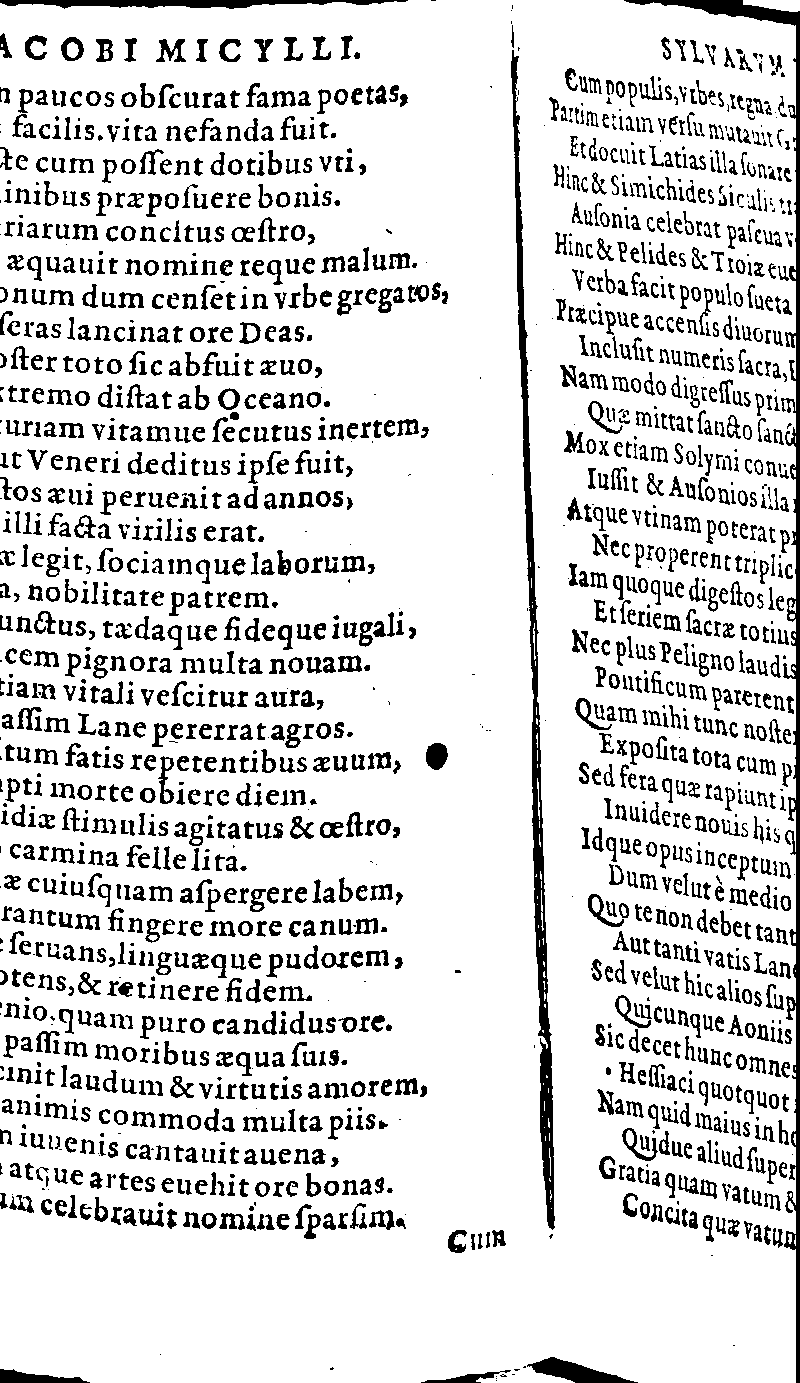 ACOBI MICYLLI.
n paucos obſcurat fama poetas,
facilis. vita nefanda fuit.
ſte cum poſſent dotibus vti,
inibus præpoſuere bonis.
riarum concitus œſtro,
æquauit nomine reque malum.
onum dum cenſet in vrbe gregatos,
ſeras lancinat ore Deas.
oſter toto ſic abfuit æuo,
xtremo diſtat ab Oceano.
curiam vitamue ſecutus inertem,
ut Veneri deditus ipſe fuit,
ſtos æui peruenit ad annos,
illi facta virilis erat.
æ legit, ſociamque laborum,
a, nobilitate patrem.
unctus, tædaque fideque iugali,
cem pignora multa nouam.
tiam vitali veſcitur aura,
aſſim Lane pererrat agros.
tum fatis repetentibus æuum,
pti morte obiere diem.
idiæ ſtimulis agitatus & œſtro,
carmina felle lita.
æ cuiuſquam aſpergere labem,
rantum fingere more canum.
ſeruans, linguæque pudorem,
otens, & retinere fidem.
enio, quam puro candidus ore.
paſſim moribus æqua ſuis.
cinit laudum & virtutis amorem,
animis commoda multa piis.
m iuuenis cantauit auena,
atque artes euehit ore bonas.
um celebrauit nomine ſparſim.
Cum
SYLVARVM
Cum populis, vrbes, regna du
Partim etiam verſu mutauit
Et docuit Latias illa ſonare
Hinc & Simichides Siculis
Auſonia celebrat paſcua v
Hinc & Pelides & Troiæ eue
Verba facit populo ſueta
Præcipue accenſis diuorum
Incluſit numeris ſacra,
Nam modo digreſſus prim
Quæ mittat ſancto ſanct
Mox etiam Solymi conue
Iuſſit & Auſonios illa
Atque vtinam poterat p
Nec properent triplic
Iam quoque digeſtos leg
Et ſeriem ſacræ totius
Nec plus Peligno laudis
Pontificum parerent
Quam mihi tunc noſte
Expoſita tota cum p
Sed fera quæ rapiunt ip
Inuidere nouis his q
Idque opus inceptum
Dum velut è medio
Quo te non debet tant
Aut tanti vatis Lane
Sed velut hic alios ſup
Quicunque Aoniis
Sic decet hunc omnes
Heſſiaci quotquot
Nam quid maius in ho
Quidue aliud ſuper
Gratia quam vatum &
Concita quæ vatum